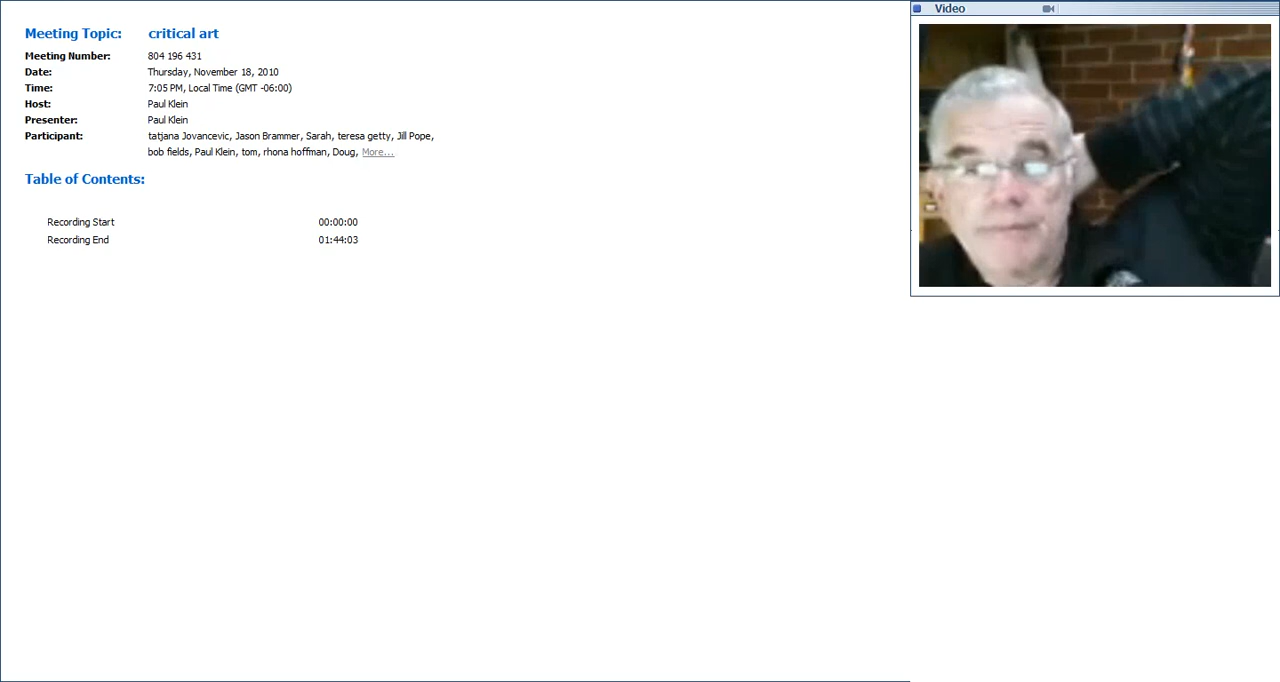 Video
Meeting Topic: critical art
Meeting Number: 804 196 431
Date: Thursday, November 18, 2010
Time: 7:05 PM, Local Time (GMT -06:00)
Host: Paul Klein
Presenter: Paul Klein
Participant: tatjana Jovancevic, Jason Brammer, Sarah, teresa getty, Jill Pope,
bob fields, Paul Klein, tom, rhona hoffman, Doug, More...
Table of Contents:
Recording Start 00:00:00
Recording End 01:44:03